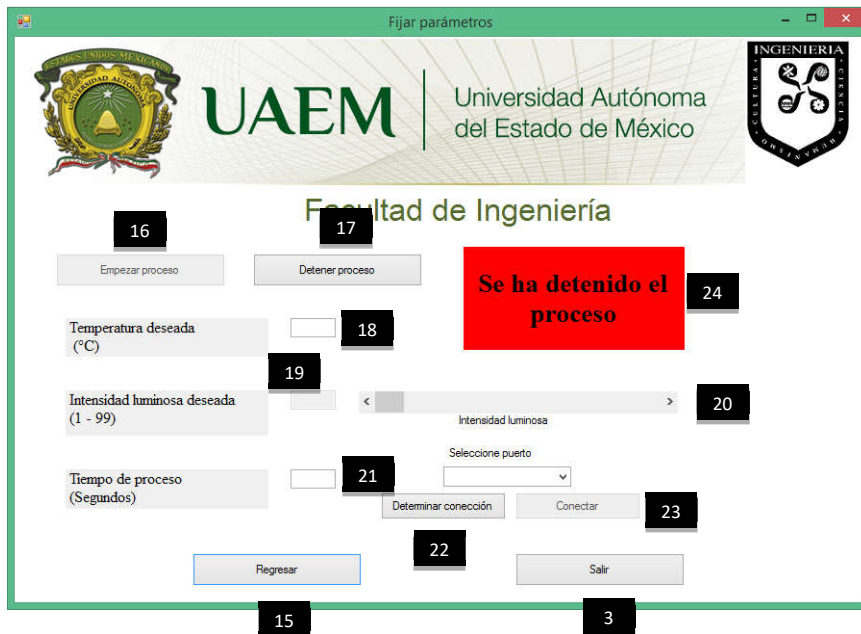 Fijar parámetros
ESTADOS UNIDOS MEXICANOS
UNIVERSIDAD AUTÓNOMA
UAEM
Universidad Autónoma
del Estado de México
INGENIERIA
CULTURA
CIENCIA
HUMANISMO
Facultad de Ingeniería
16
17
Empezar proceso
Detener proceso
Se ha detenido el
proceso
24
Temperatura deseada
(°C)
18
19
Intensidad luminosa deseada
(1 - 99)
< >
20
Intensidad luminosa
Seleccione puerto
Tiempo de proceso
(Segundos)
21
Determinar conección
Conectar
23
22
Regresar
Salir
15
3